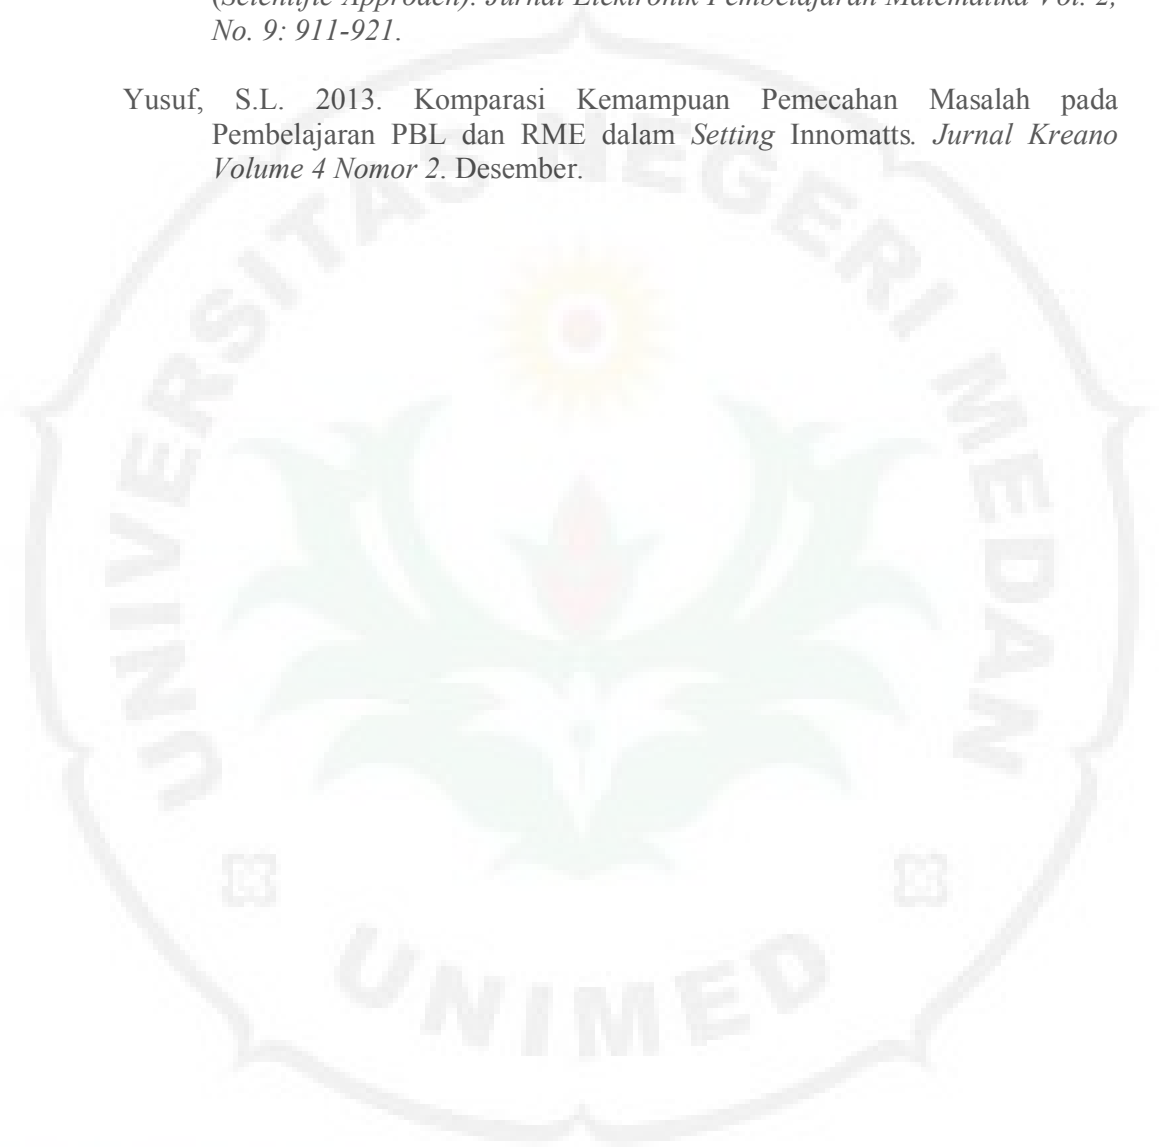 (Scientific Approach). Jurnal Elektronik Pembelajaran Matematika Vol. 2,
No. 9: 911-921.
Yusuf, S.L. 2013. Komparasi Kemampuan Pemecahan Masalah pada
Pembelajaran PBL dan RME dalam Setting Innomatts. Jurnal Kreano
Volume 4 Nomor 2. Desember.
UNIVERSITAS NEGERI MEDAN
UNIMED